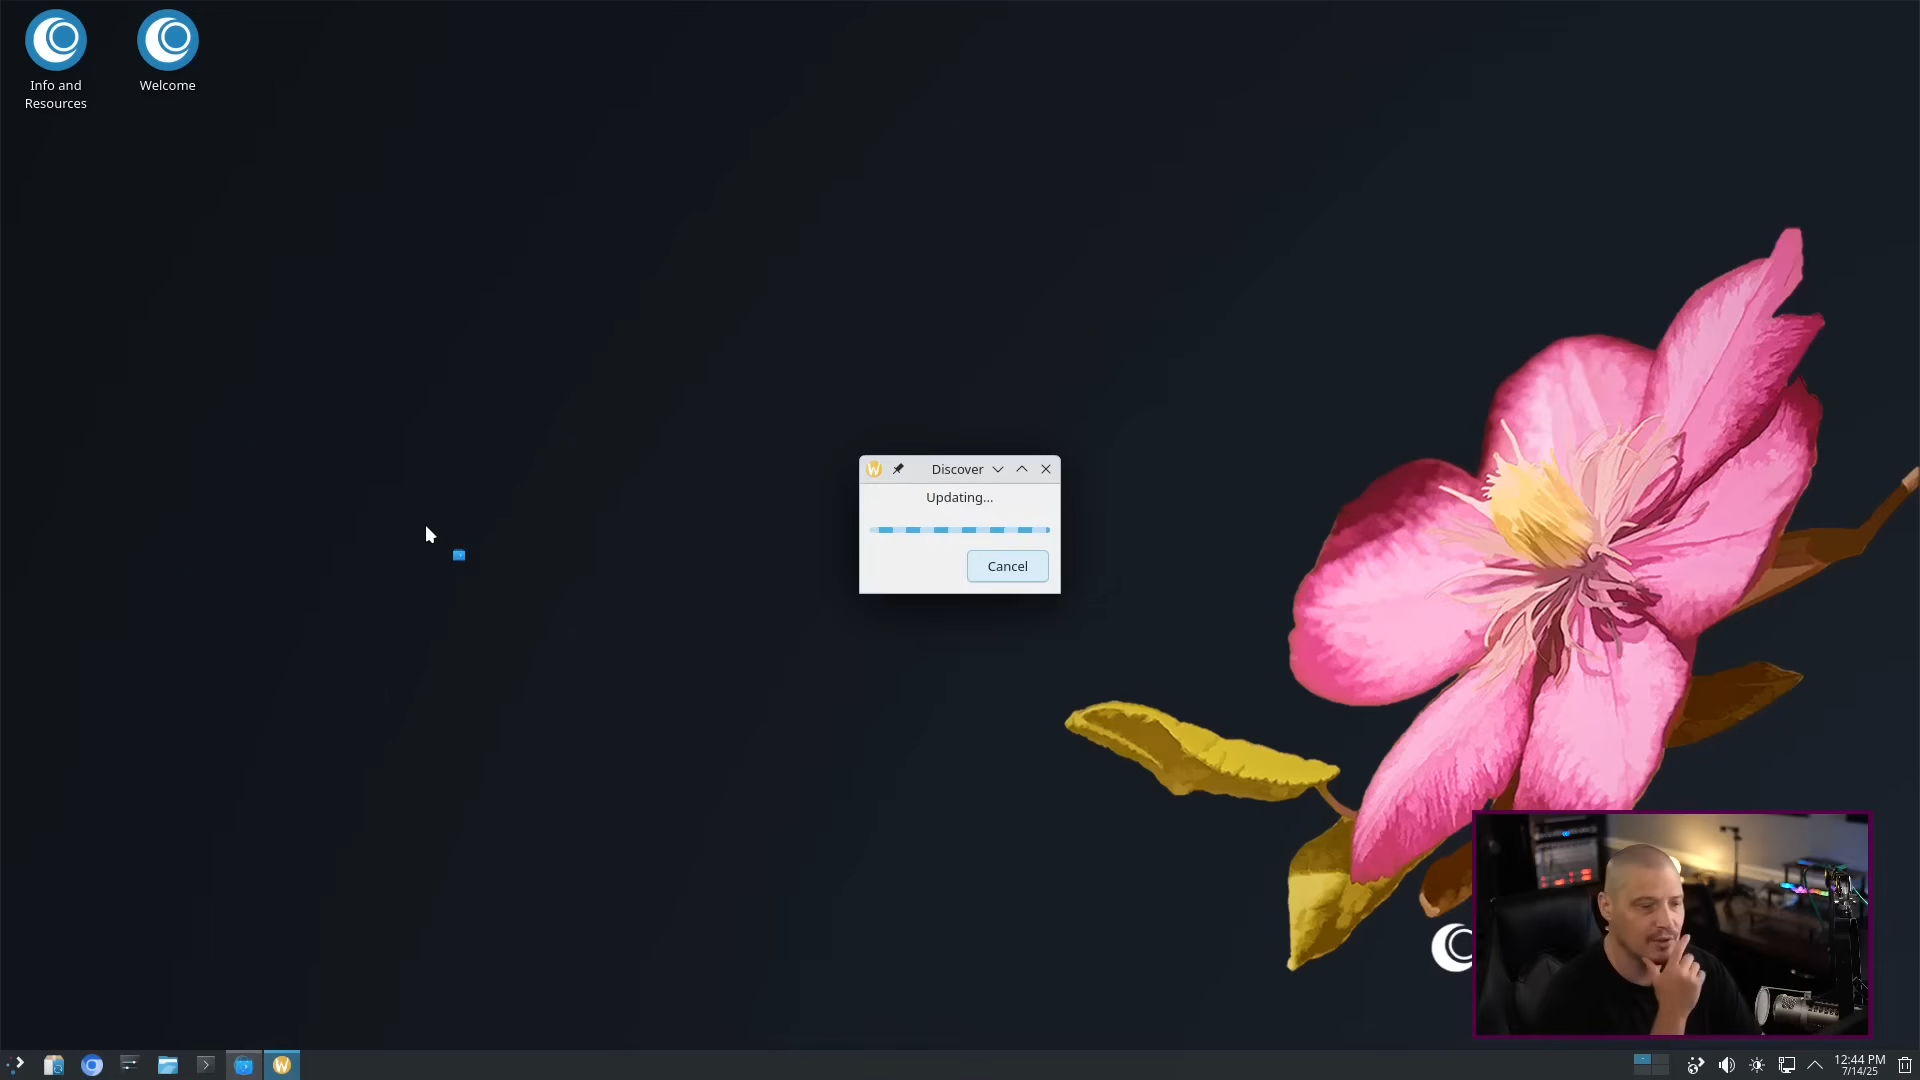 Info and
Resources
Welcome
Discover
Updating...
Cancel
12:44 PM
7/14/25